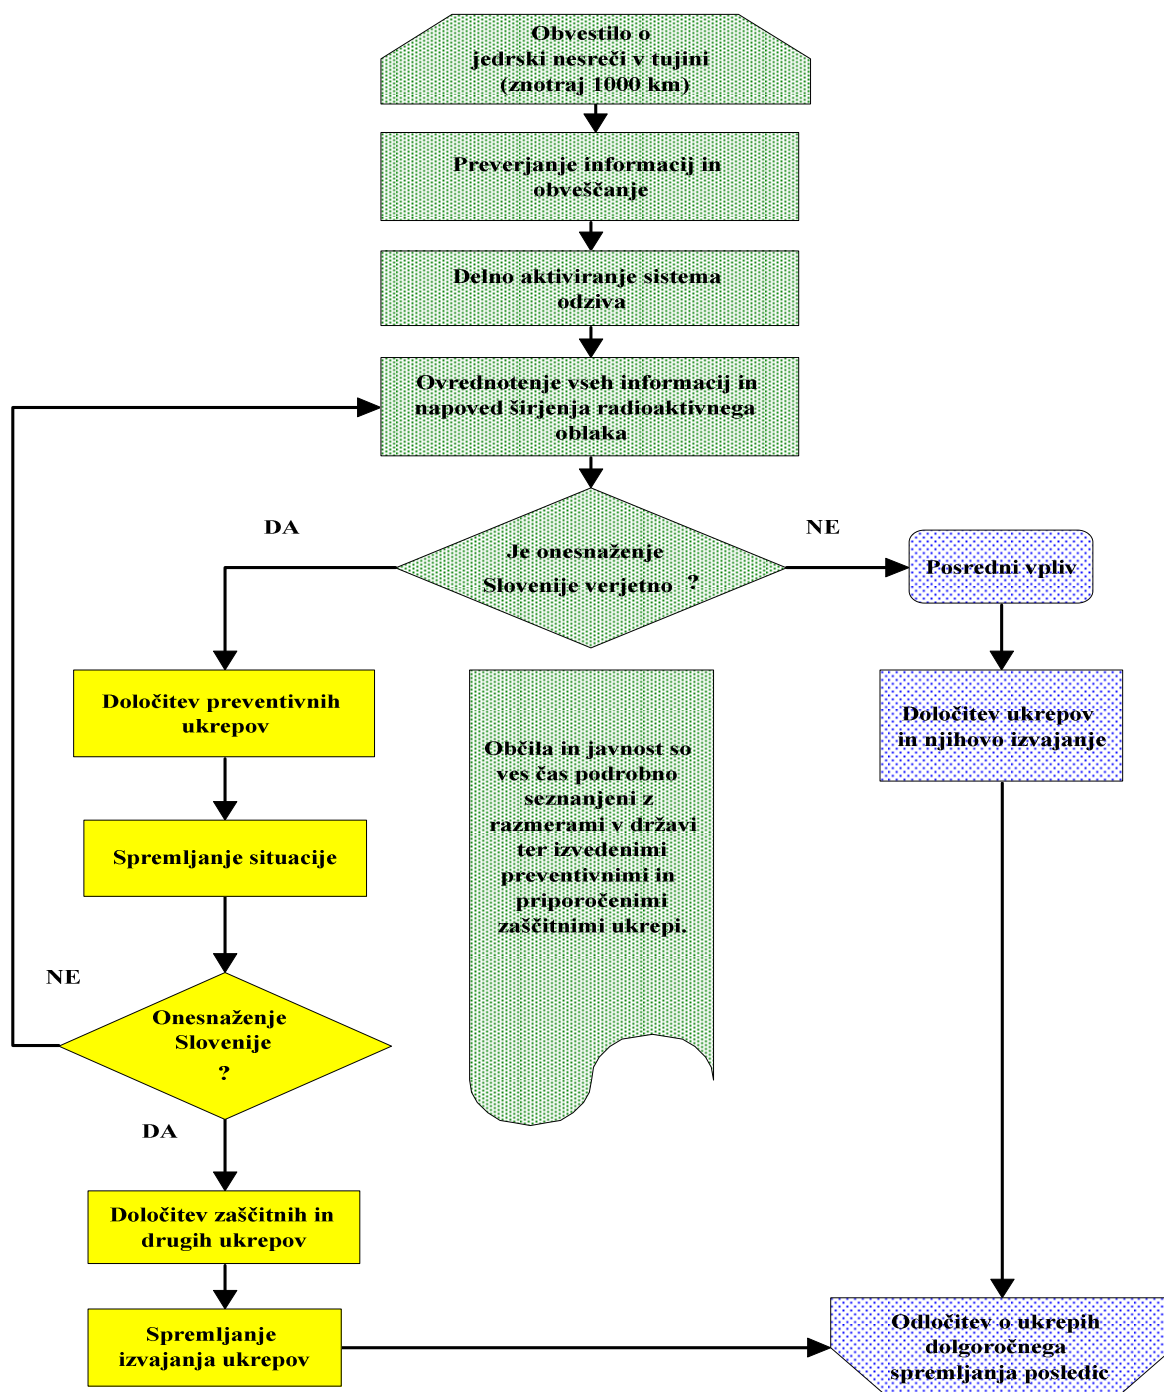 Obvestilo o
jedrski nesreči v tujini
(znotraj 1000 km)
Preverjanje informacij in
obveščanje
Delno aktiviranje sistema
odziva
Ovrednotenje vseh informacij in
napoved širjenja radioaktivnega
oblaka
DA
NE
Je onesnaženje
Slovenije verjetno ?
Posredni vpliv
Določitev preventivnih
ukrepov
Določitev ukrepov
in njihovo izvajanje
Občila in javnost so
ves čas podrobno
seznanjeni z
razmerami v državi
ter izvedenimi
preventivnimi in
priporočenimi
zaščitnimi ukrepi.
Spremljanje situacije
NE
Onesnaženje
Slovenije
?
DA
Določitev zaščitnih in
drugih ukrepov
Spremljanje
izvajanja ukrepov
Odločitev o ukrepih
dolgoročnega
spremljanja posledic